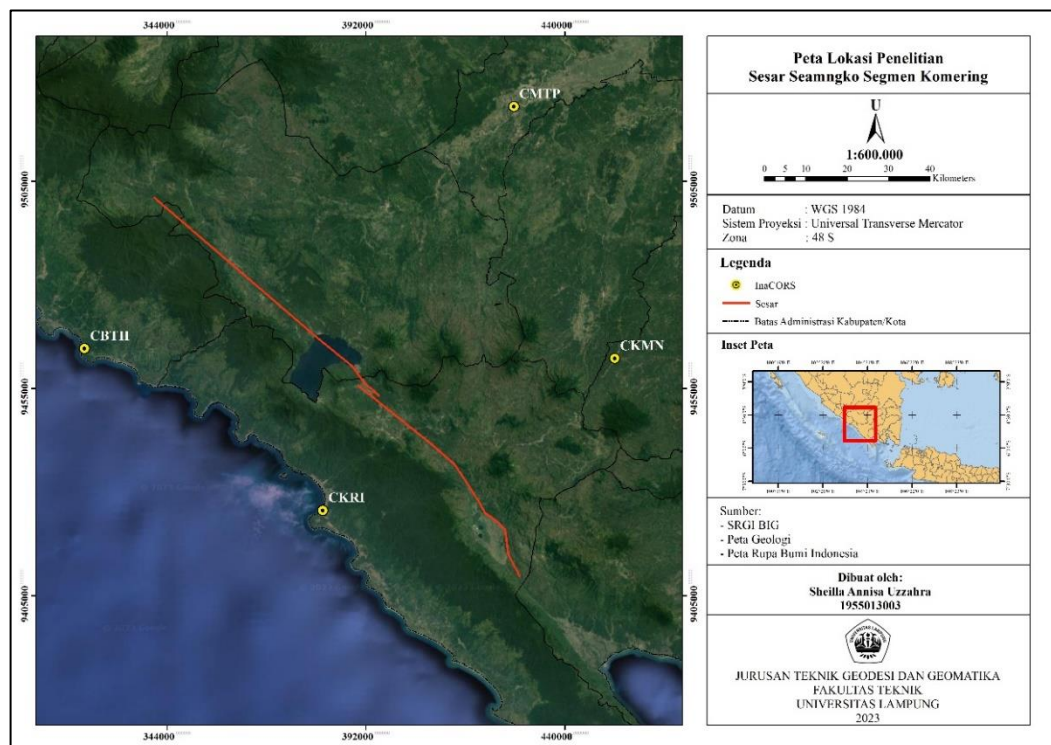 344000
392000
440000
9505000
9455000
9405000
CMTP
CBTH
CKMN
CKRI
9505000
9455000
9405000
344000
392000
440000
Peta Lokasi Penelitian
Sesar Seamngko Segmen Komering
U
1:600.000
0 5 10 20 30 40
Kilometers
Datum : WGS 1984
Sistem Proyeksi : Universal Transverse Mercator
Zona : 48 S
Legenda
InaCORS
Sesar
Batas Administrasi Kabupaten/Kota
Inset Peta
Sumber:
- SRGI BIG
- Peta Geologi
- Peta Rupa Bumi Indonesia
Dibuat oleh:
Sheilla Annisa Uzzahra
1955013003
UNIVERSITAS LAMPUNG
JURUSAN TEKNIK GEODESI DAN GEOMATIKA
FAKULTAS TEKNIK
UNIVERSITAS LAMPUNG
2023